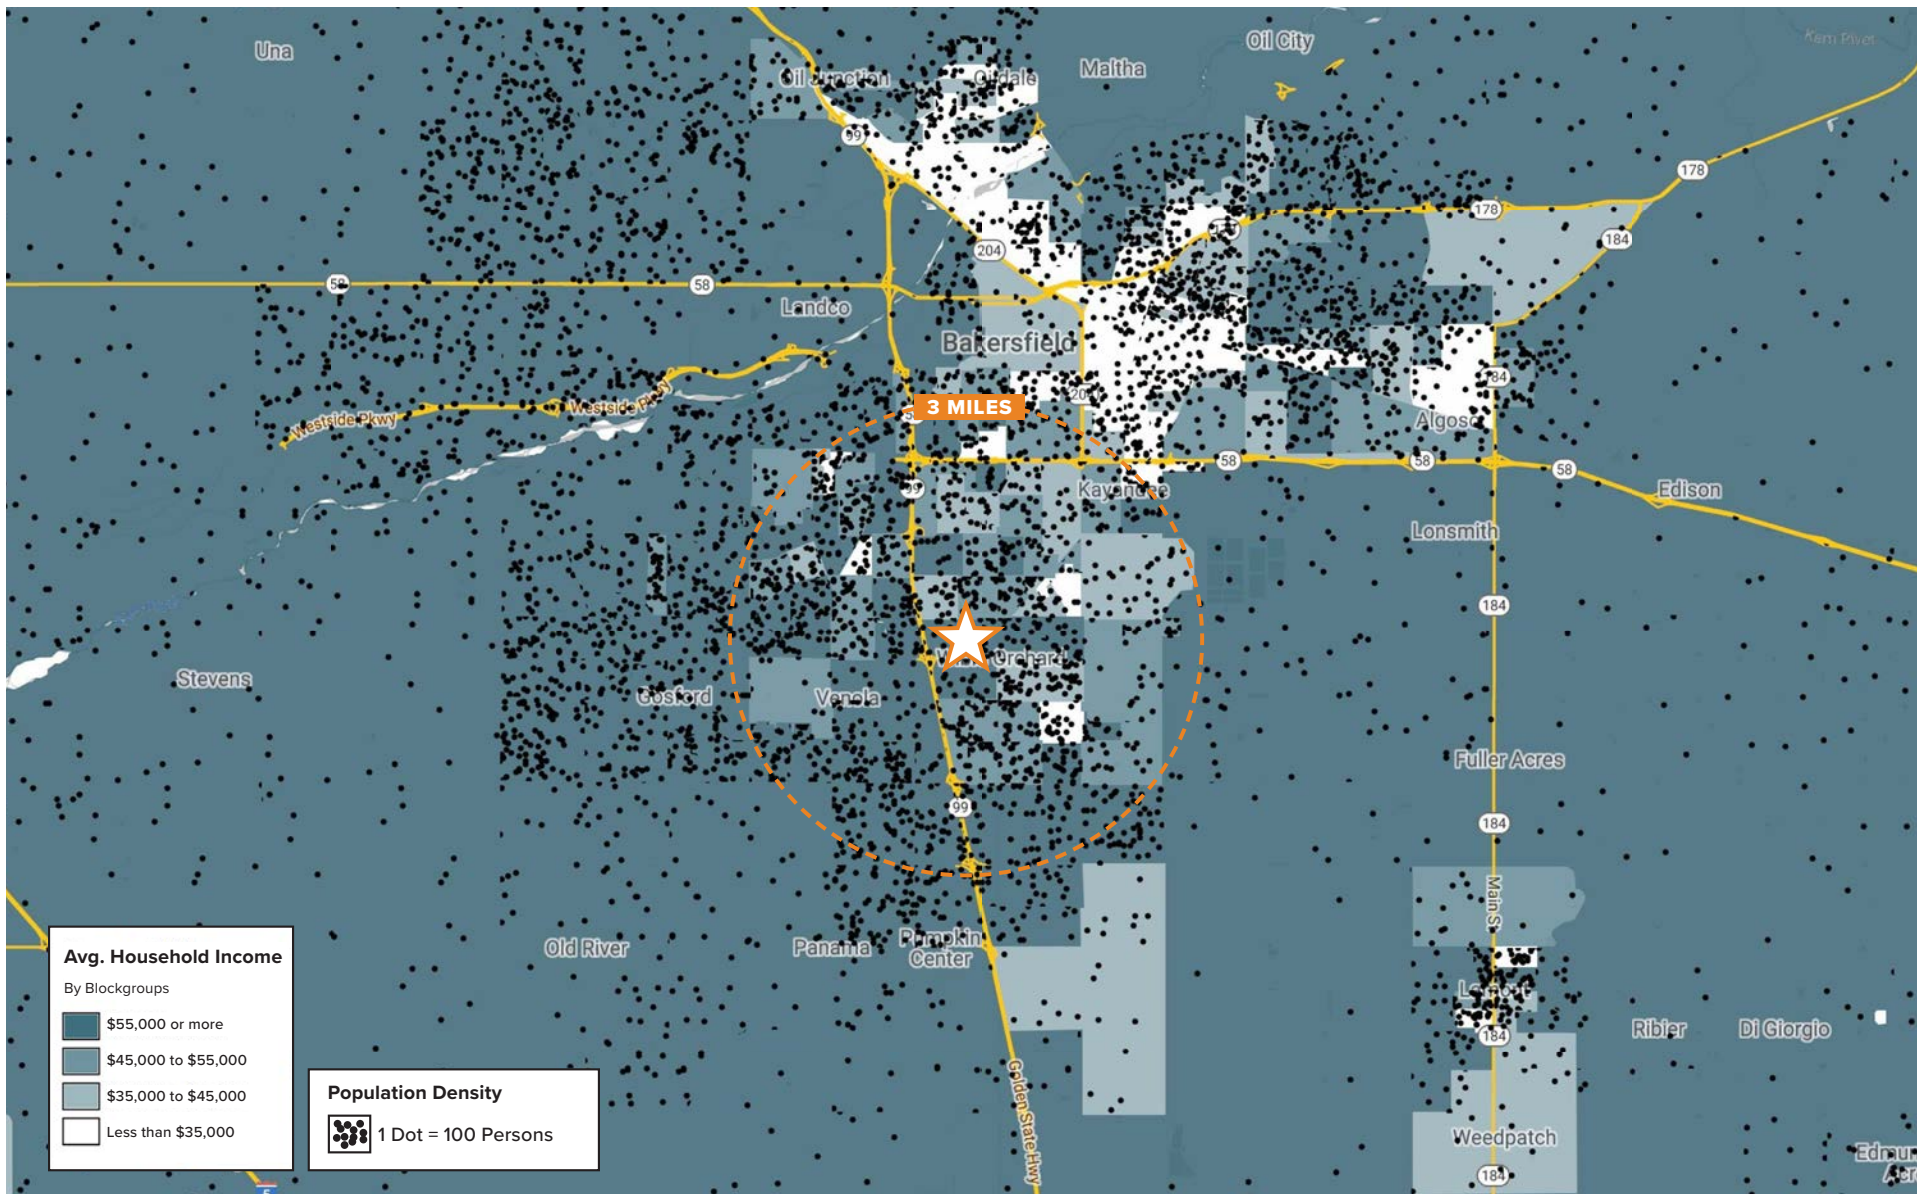 Una
Oil City
Kern River
Oil Junction
Oildale
Maltha
99
178
178
184
204
58
58
Landco
Bakersfield
184
204
3 MILES
Westside Pkwy
Westside Pkwy
58
58
58
99
Kayandee
Edison
Lonsmith
184
Orchard
Stevens
Gosford
Venola
Fuller Acres
99
184
Main St
Old River
Panama
Pumpkin
Center
Lamont
184
Ribier
Di Giorgio
Golden State Hwy
Weedpatch
184
5
Avg. Household Income
By Blockgroups
$55,000 or more
$45,000 to $55,000
$35,000 to $45,000
Less than $35,000
Population Density
1 Dot = 100 Persons